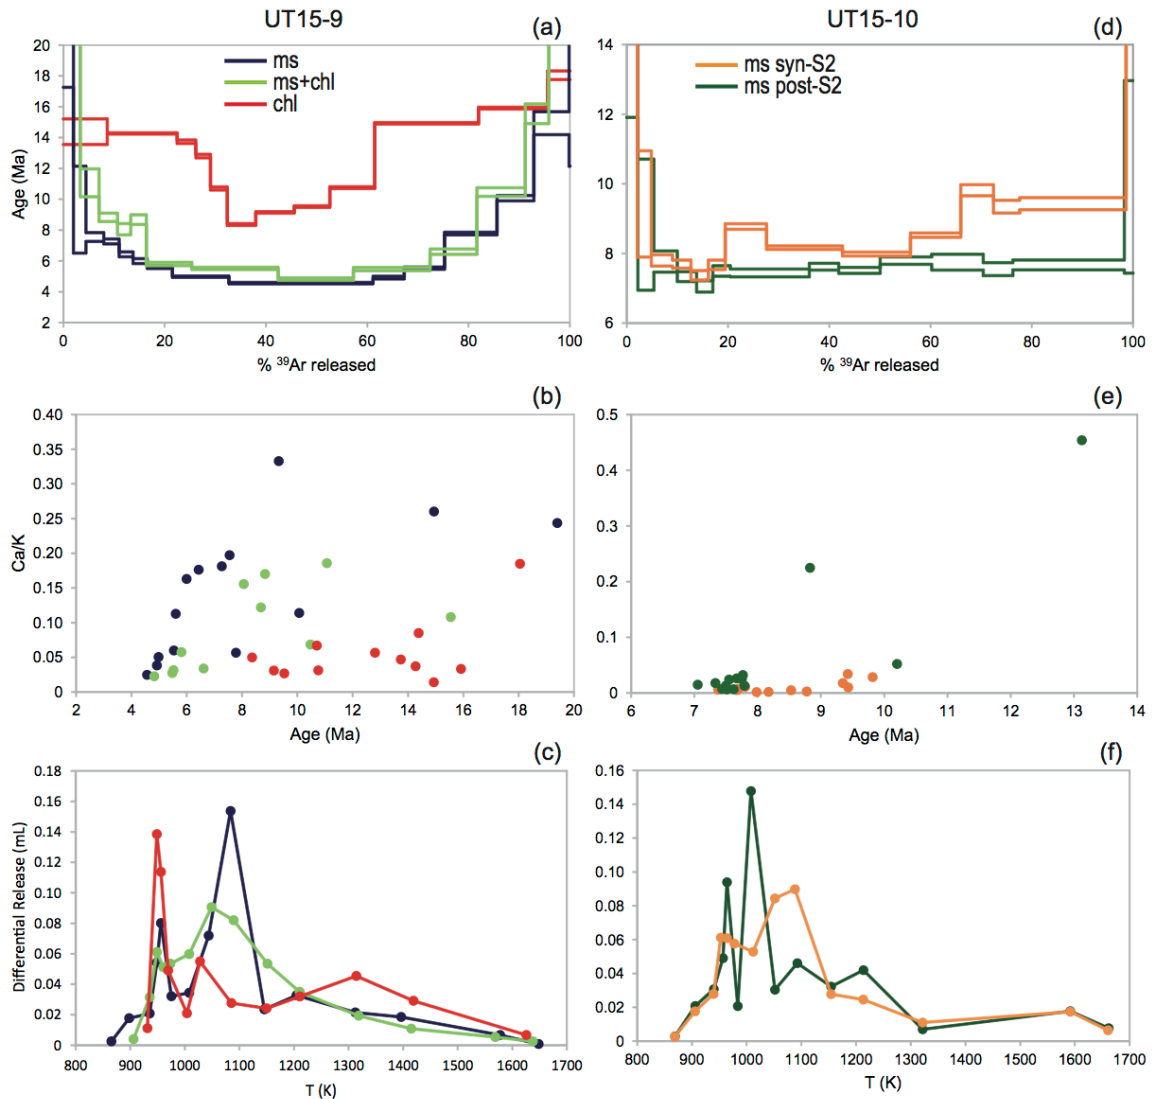 UT15-9
UT15-10
(a)
(d)
ms
ms+chl
chl
ms syn-S2
ms post-S2
20
18
16
14
12
10
8
6
4
2
Age (Ma)
0 20 40 60 80 100
% ³⁹Ar released
14
12
10
8
6
0 20 40 60 80 100
% ³⁹Ar released
(b)
(e)
0.40
0.35
0.30
0.25
0.20
0.15
0.10
0.05
0
Ca/K
2 4 6 8 10 12 14 16 18 20
Age (Ma)
0.5
0.4
0.3
0.2
0.1
0
6 7 8 9 10 11 12 13 14
Age (Ma)
(c)
(f)
0.18
0.16
0.14
0.12
0.10
0.08
0.06
0.04
0.02
0
Differential Release (mL)
800 900 1000 1100 1200 1300 1400 1500 1600 1700
T (K)
0.16
0.14
0.12
0.10
0.08
0.06
0.04
0.02
0
800 900 1000 1100 1200 1300 1400 1500 1600 1700
T (K)